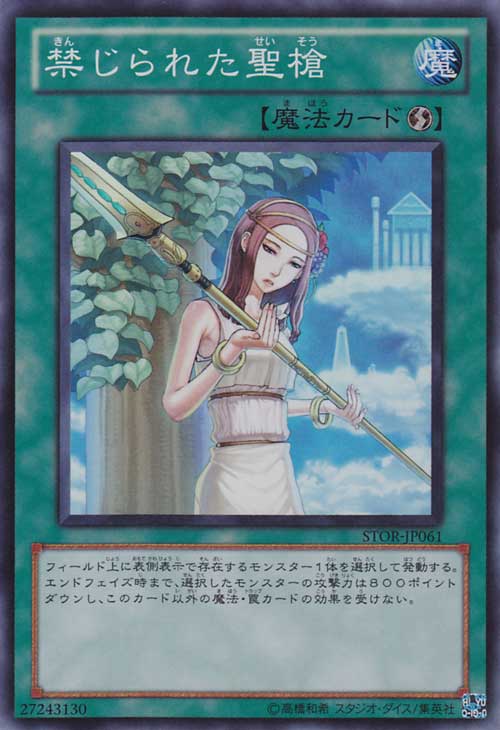 禁じられた聖槍
魔
【魔法カード】
STOR-JP061
フィールド上に表側表示で存在するモンスター1体を選択して発動する。
エンドフェイズ時まで、選択したモンスターの攻撃力は800ポイント
ダウンし、このカード以外の魔法・罠カードの効果を受けない。
27243130
©高橋和希 スタジオ・ダイス/集英社